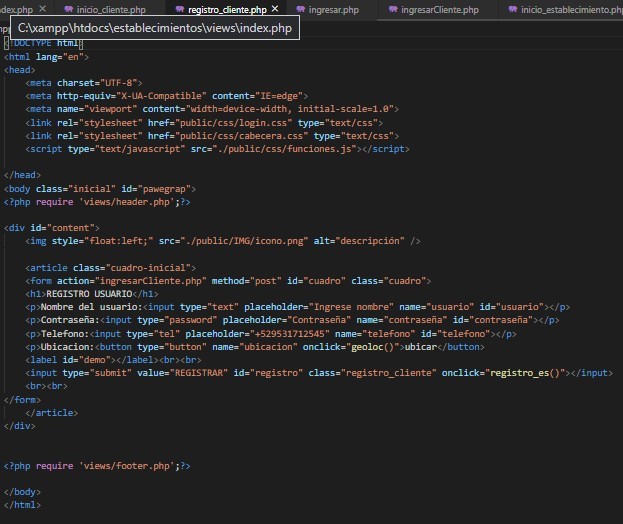 ndex.php
inicio_cliente.php
registro_cliente.php
ingresar.php
ingresarCliente.php
inicio_establecimiento.php
C:\xampp\htdocs\establecimientos\views\index.php
<!DOCTYPE html>
<html lang="en">
<head>
<meta charset="UTF-8">
<meta http-equiv="X-UA-Compatible" content="IE=edge">
<meta name="viewport" content="width=device-width, initial-scale=1.0">
<link rel="stylesheet" href="public/css/login.css" type="text/css">
<link rel="stylesheet" href="public/css/cabecera.css" type="text/css">
<script type="text/javascript" src="./public/css/funciones.js"></script>
</head>
<body class="inicial" id="pawegrap">
<?php require 'views/header.php';?>
<div id="content">
<img style="float:left;" src="./public/IMG/icono.png" alt="descripción" />
<article class="cuadro-inicial">
<form action="ingresarCliente.php" method="post" id="cuadro" class="cuadro">
<h1>REGISTRO USUARIO</h1>
<p>Nombre del usuario:<input type="text" placeholder="Ingrese nombre" name="usuario" id="usuario"></p>
<p>Contraseña:<input type="password" placeholder="Contraseña" name="contraseña" id="contraseña"></p>
<p>Telefono:<input type="tel" placeholder="+529531712545" name="telefono" id="telefono"></p>
<p>Ubicacion:<button type="button" name="ubicacion" onclick="geoloc()">ubicar</button>
<label id="demo"></label><br><br>
<input type="submit" value="REGISTRAR" id="registro" class="registro_cliente" onclick="registro_es()"></input>
<br><br>
</form>
</article>
</div>
<?php require 'views/footer.php';?>
</body>
</html>